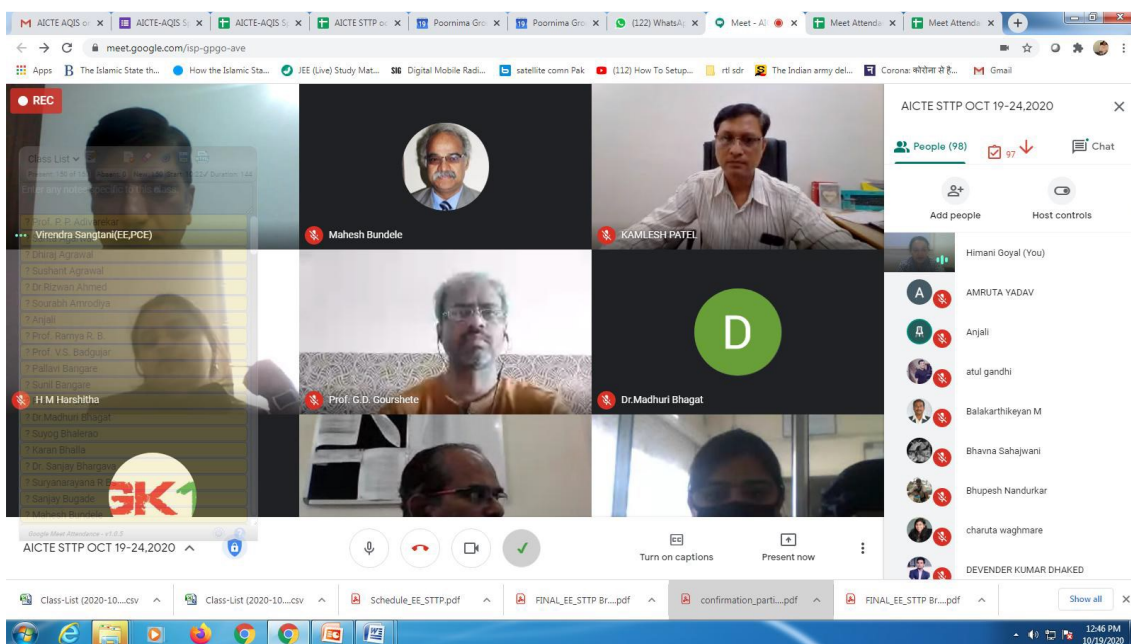 AICTE AQIS or
AICTE-AQIS S
AICTE-AQIS S
AICTE STTP oc
Poornima Gro
Poornima Gro
(122) WhatsA
Meet - AI
Meet Attenda
Meet Attenda
meet.google.com/isp-gpgo-ave
Apps
The Islamic State th...
How the Islamic Sta...
JEE (Live) Study Mat...
SIG Digital Mobile Radi...
satellite comn Pak
(112) How To Setup...
rtl sdr
The Indian army del...
Corona: कोरोना से है...
Gmail
REC
Class List
? Prof. P. P. Adivarekar
Virendra Sangtani(EE,PCE)
? Dhiraj Agrawal
? Sushant Agrawal
? Dr.Rizwan Ahmed
? Sourabh Amrodiya
? Anjali
? Prof. Ramya R. B.
? Prof. V.S. Badgujar
? Pallavi Bangare
? Sunil Bangare
H M Harshitha
? Dr.Madhuri Bhagat
? Suyog Bhalerao
? Karan Bhalla
? Dr. Sanjay Bhargava
? Suryanarayana R B
? Sanjay Bugade
? Mahesh Bundele
Google Meet Attendance
Mahesh Bundele
KAMLESH PATEL
Prof. G.D. Gourshete
D
Dr.Madhuri Bhagat
AICTE STTP OCT 19-24,2020
People (98)
97
Chat
Add people
Host controls
Himani Goyal (You)
A
AMRUTA YADAV
Anjali
atul gandhi
Balakarthikeyan M
Bhavna Sahajwani
Bhupesh Nandurkar
charuta waghmare
DEVENDER KUMAR DHAKED
AICTE STTP OCT 19-24,2020
Turn on captions
Present now
Class-List (2020-10....csv
Class-List (2020-10....csv
Schedule_EE_STTP.pdf
FINAL_EE_STTP Br....pdf
confirmation_parti....pdf
FINAL_EE_STTP Br....pdf
Show all
12:46 PM
10/19/2020